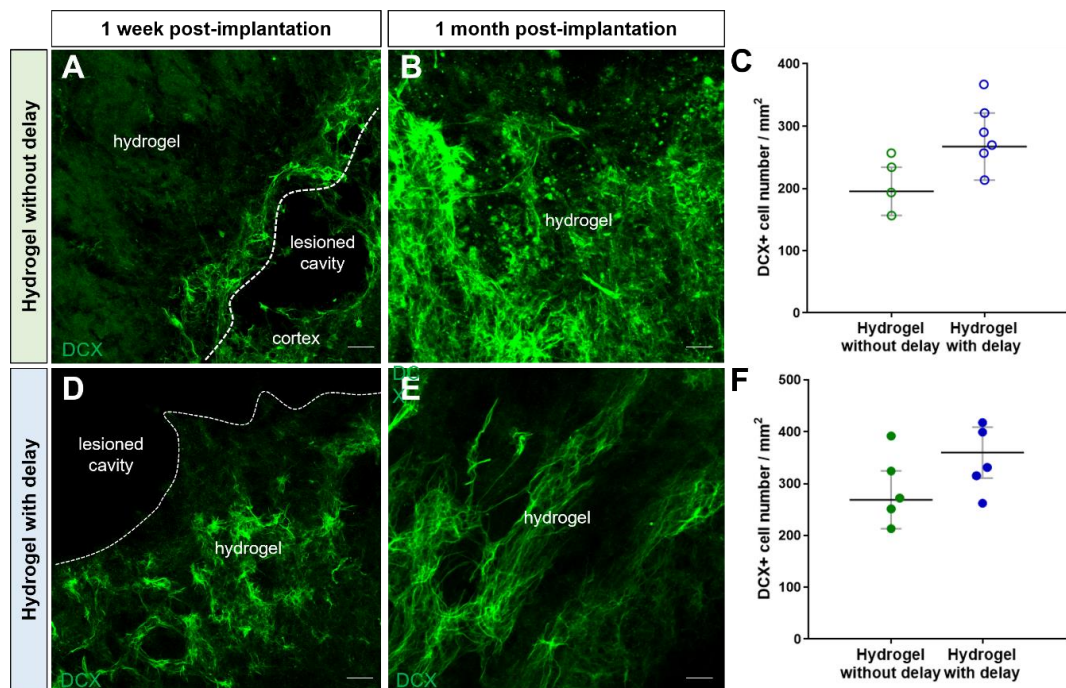 1 week post-implantation
1 month post-implantation
Hydrogel without delay
A
hydrogel
lesioned
cavity
cortex
DCX
B
hydrogel
C
DCX+ cell number / mm²
400
300
200
100
0
Hydrogel
without delay
Hydrogel
with delay
Hydrogel with delay
D
lesioned
cavity
hydrogel
DCX
DC
X
E
hydrogel
DCX
F
DCX+ cell number / mm²
500
400
300
200
100
0
Hydrogel
without delay
Hydrogel
with delay